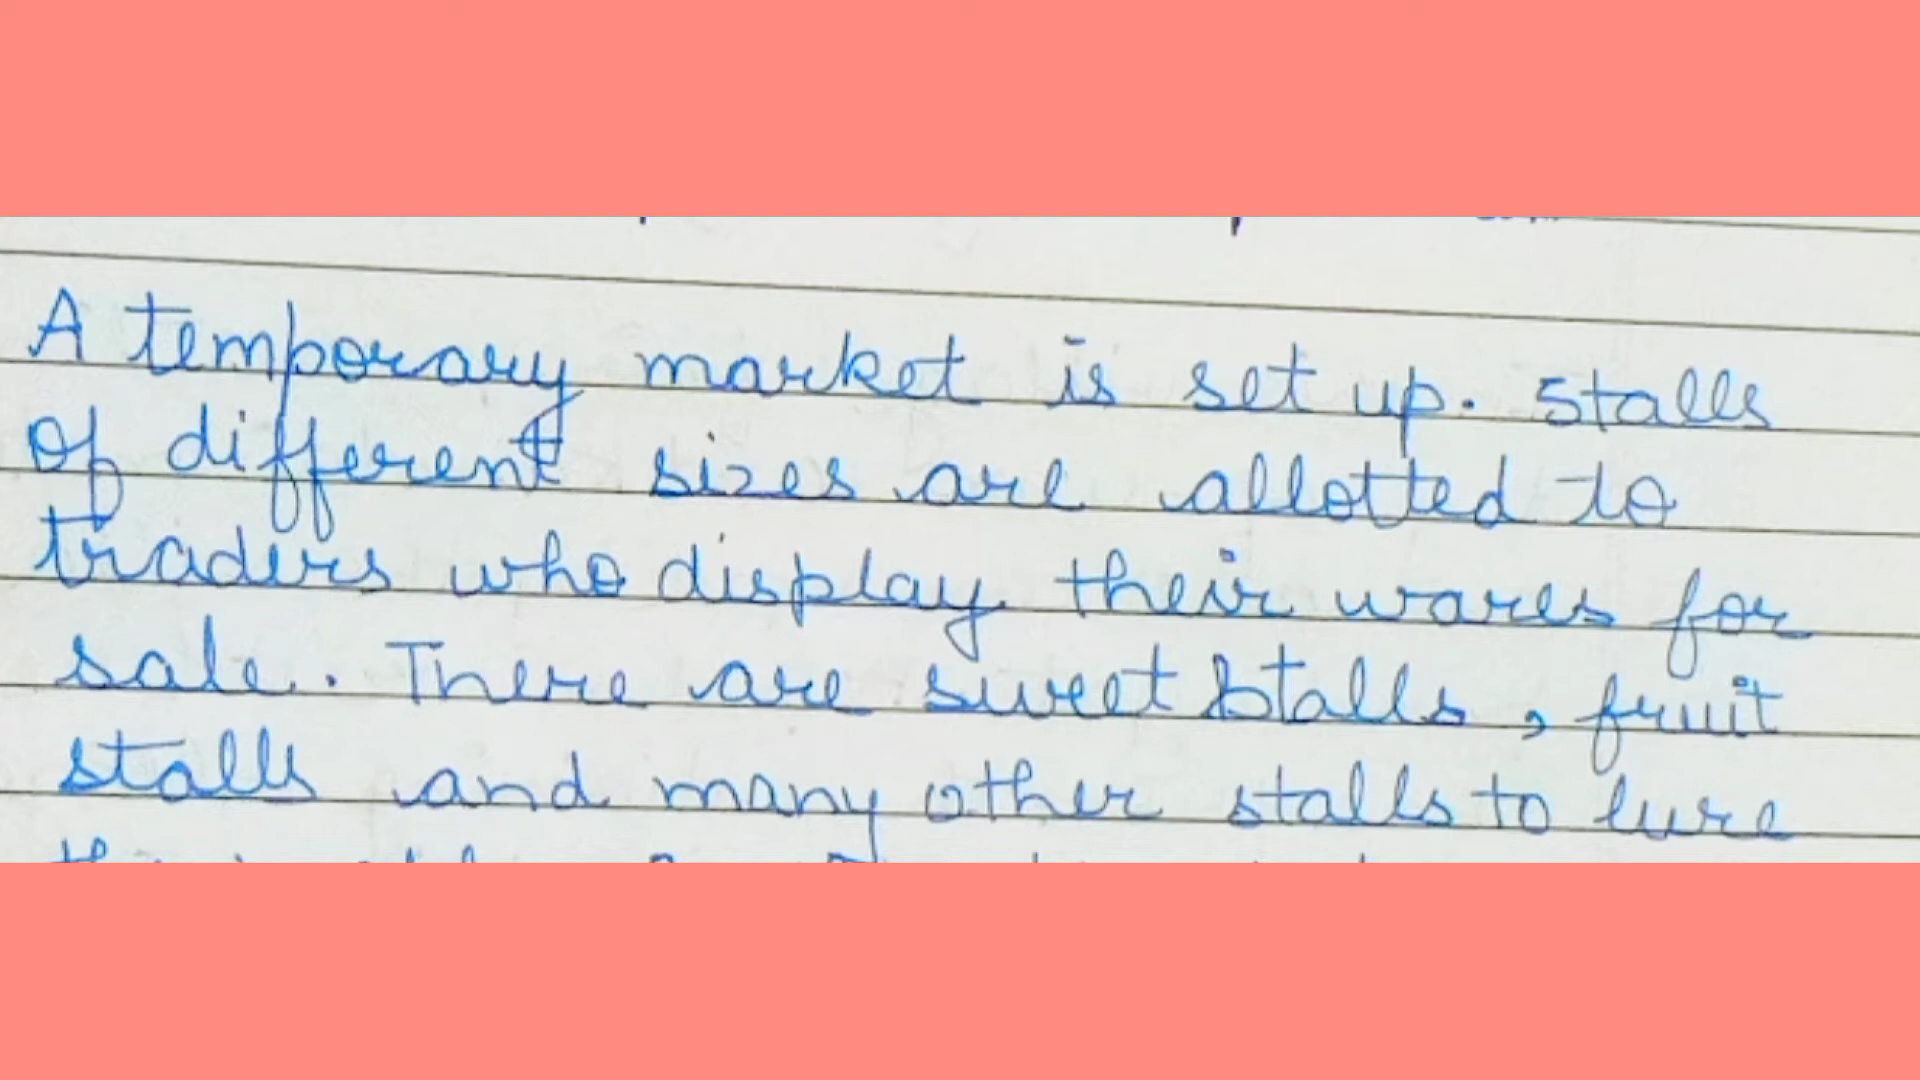 A temporary market is set up. Stalls
of different sizes are allotted to
traders who display their wares for
sale. There are sweet stalls, fruit
stalls and many other stalls to lure